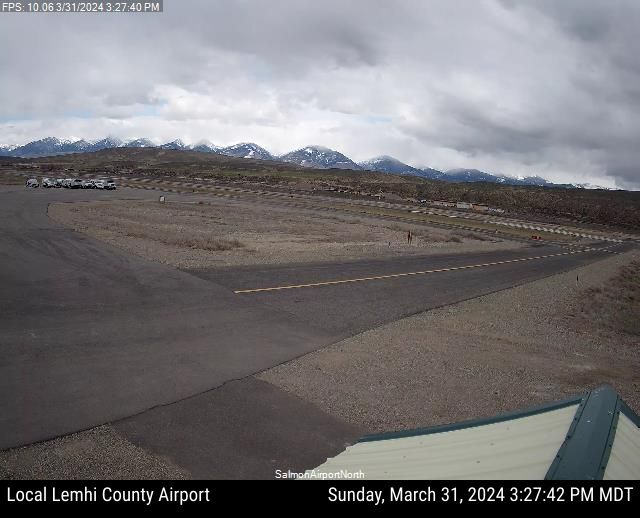 FPS: 10.06 3/31/2024 3:27:40 PM
SalmonAirportNorth
Local Lemhi County Airport
Sunday, March 31, 2024 3:27:42 PM MDT